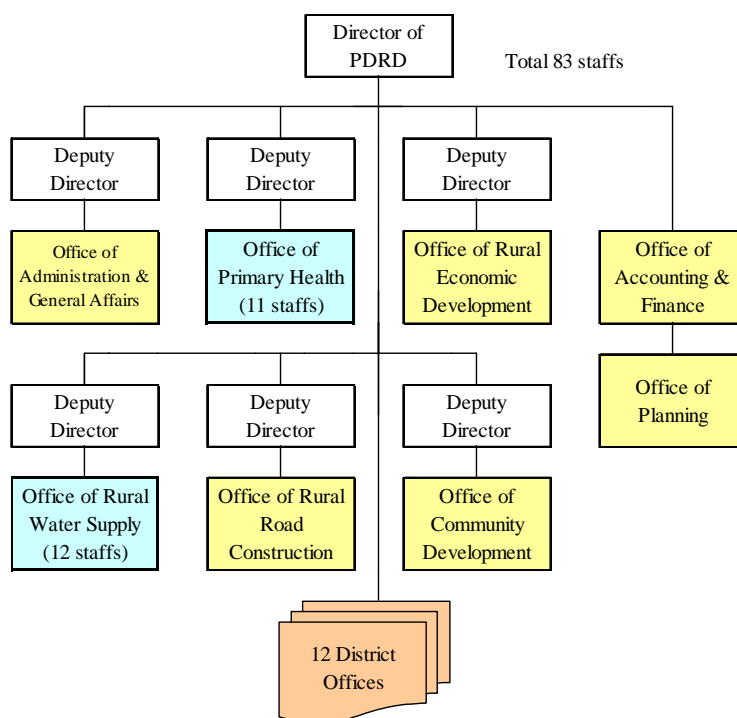 Director of
PDRD
Total 83 staffs
Deputy
Director
Deputy
Director
Deputy
Director
Office of
Administration &
General Affairs
Office of
Primary Health
(11 staffs)
Office of Rural
Economic
Development
Office of
Accounting &
Finance
Deputy
Director
Deputy
Director
Deputy
Director
Office of
Planning
Office of Rural
Water Supply
(12 staffs)
Office of Rural
Road
Construction
Office of
Community
Development
12 District
Offices